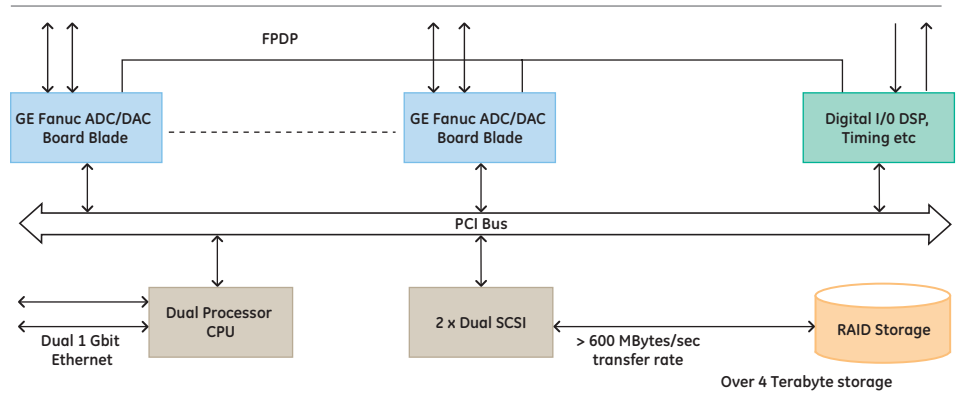 FPDP
GE Fanuc ADC/DAC
Board Blade
GE Fanuc ADC/DAC
Board Blade
Digital I/0 DSP,
Timing etc
PCI Bus
Dual 1 Gbit
Ethernet
Dual Processor
CPU
2 x Dual SCSI
> 600 MBytes/sec
transfer rate
RAID Storage
Over 4 Terabyte storage